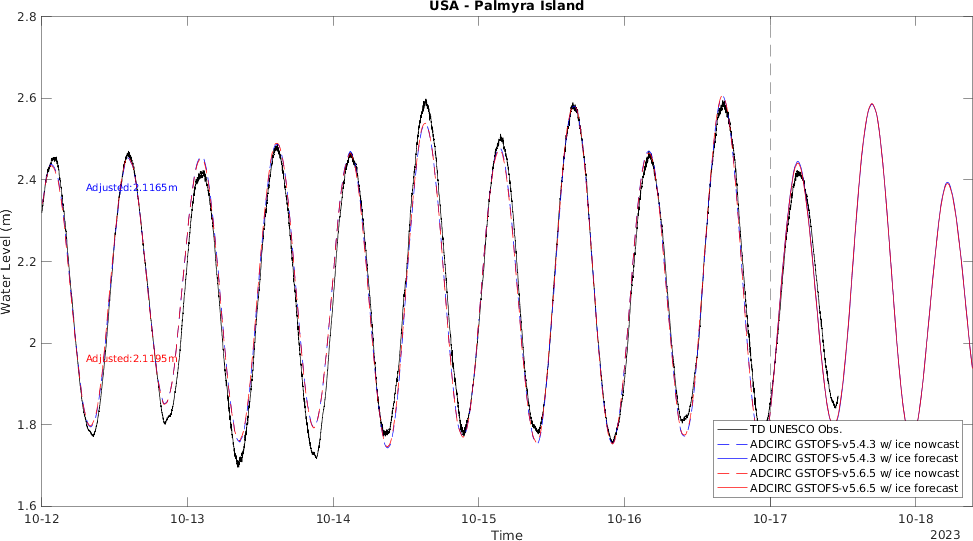 USA - Palmyra Island
2.8
2.6
2.4
2.2
2
1.8
1.6
Water Level (m)
Adjusted:2.1165m
Adjusted:2.1195m
TD UNESCO Obs.
ADCIRC GSTOFS-v5.4.3 w/ ice nowcast
ADCIRC GSTOFS-v5.4.3 w/ ice forecast
ADCIRC GSTOFS-v5.6.5 w/ ice nowcast
ADCIRC GSTOFS-v5.6.5 w/ ice forecast
10-12 10-13 10-14 10-15 10-16 10-17 10-18
Time
2023